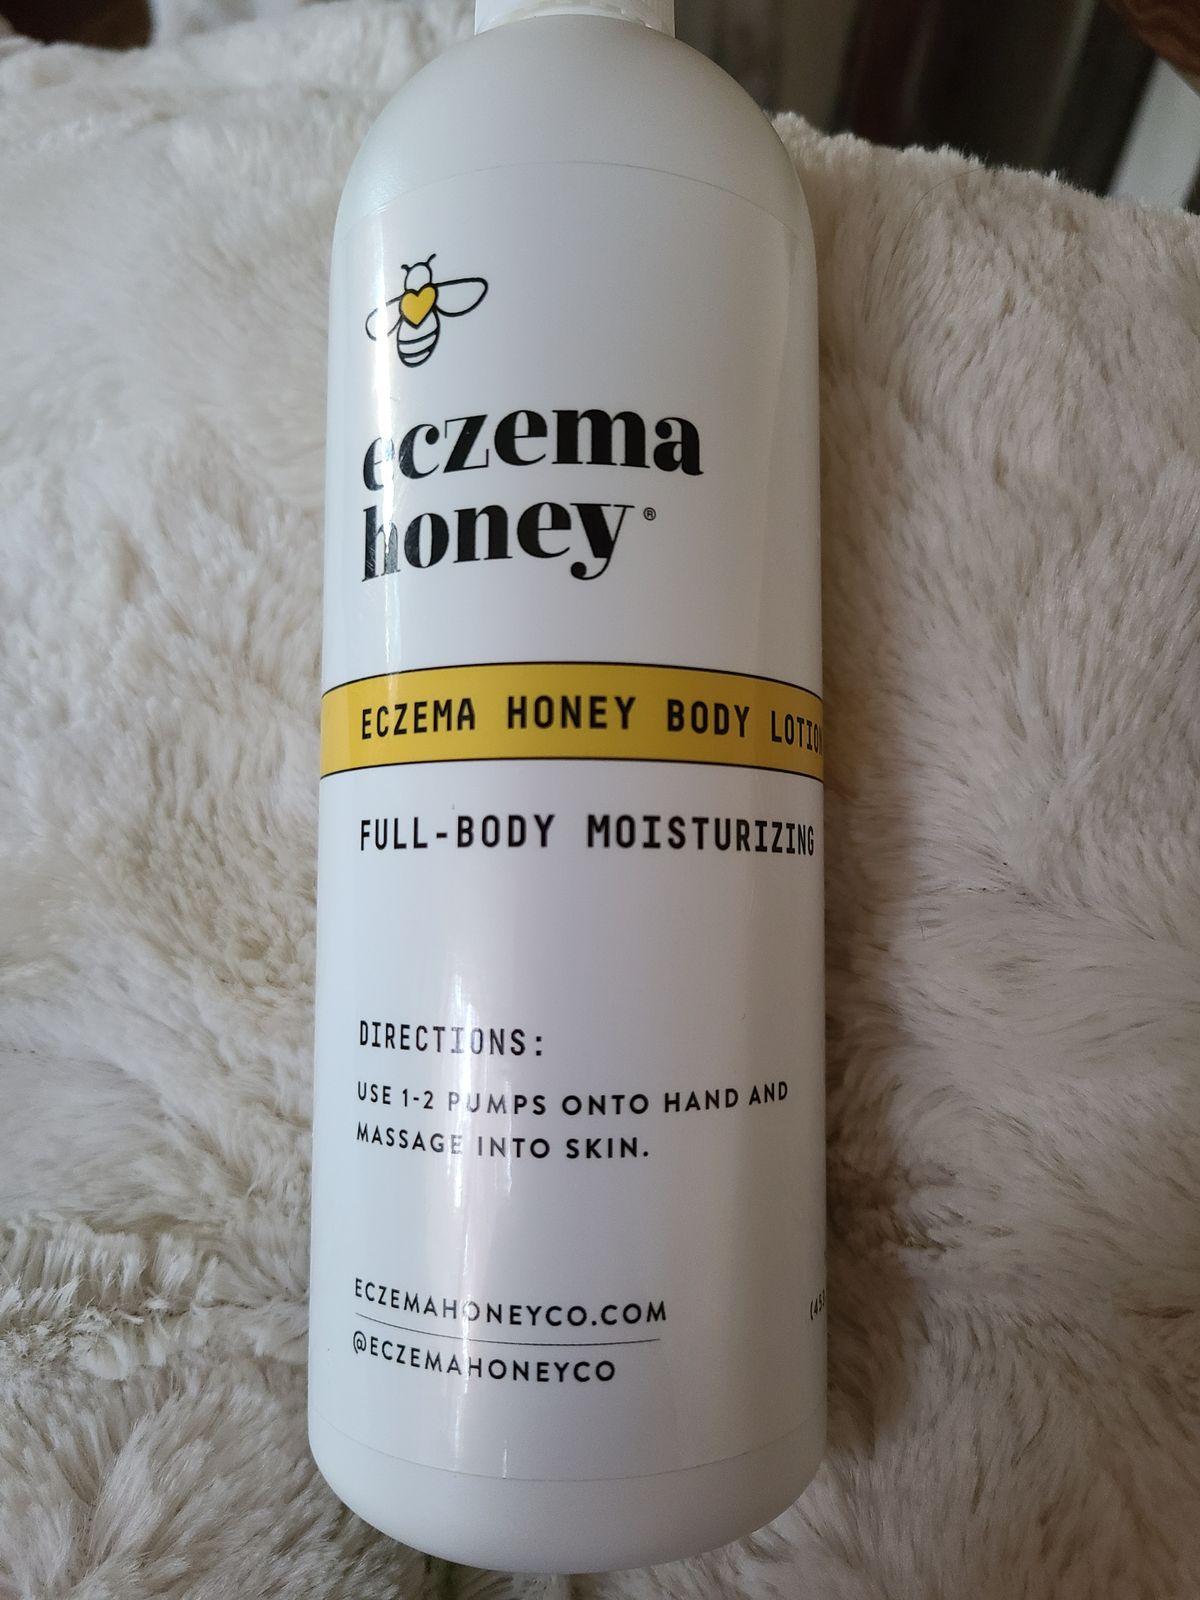 eczema
honey®
ECZEMA HONEY BODY LOTION
FULL-BODY MOISTURIZING
DIRECTIONS:
USE 1-2 PUMPS ONTO HAND AND
MASSAGE INTO SKIN.
ECZEMAHONEYCO.COM
@ECZEMAHONEYCO